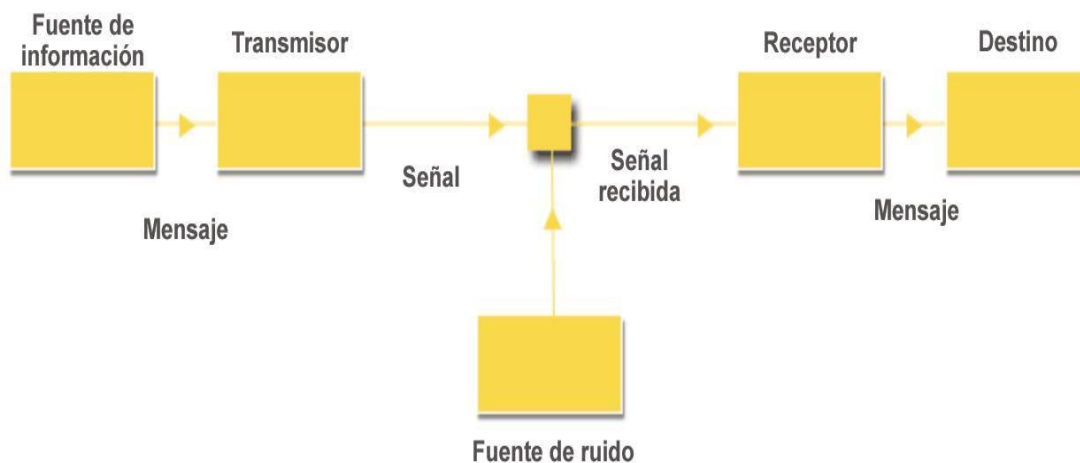 Fuente de
información
Transmisor
Receptor
Destino
Señal
Señal
recibida
Mensaje
Mensaje
Fuente de ruido